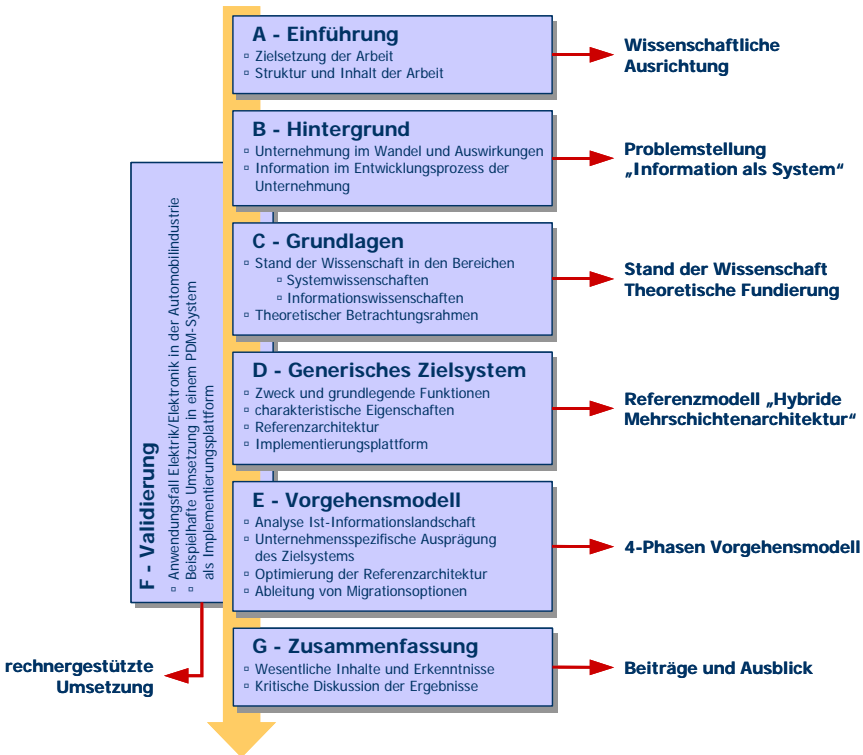 A - Einführung
▫ Zielsetzung der Arbeit
▫ Struktur und Inhalt der Arbeit
Wissenschaftliche
Ausrichtung
B - Hintergrund
▫ Unternehmung im Wandel und Auswirkungen
▫ Information im Entwicklungsprozess der
Unternehmung
Problemstellung
„Information als System“
C - Grundlagen
▫ Stand der Wissenschaft in den Bereichen
▫ Systemwissenschaften
▫ Informationswissenschaften
▫ Theoretischer Betrachtungsrahmen
Stand der Wissenschaft
Theoretische Fundierung
D - Generisches Zielsystem
▫ Zweck und grundlegende Funktionen
▫ charakteristische Eigenschaften
▫ Referenzarchitektur
▫ Implementierungsplattform
Referenzmodell „Hybride
Mehrschichtenarchitektur“
E - Vorgehensmodell
▫ Analyse Ist-Informationslandschaft
▫ Unternehmensspezifische Ausprägung
des Zielsystems
▫ Optimierung der Referenzarchitektur
▫ Ableitung von Migrationsoptionen
4-Phasen Vorgehensmodell
F - Validierung
▫ Anwendungsfall Elektrik/Elektronik in der Automobilindustrie
▫ Beispielhafte Umsetzung in einem PDM-System
als Implementierungsplattform
rechnergestützte
Umsetzung
G - Zusammenfassung
▫ Wesentliche Inhalte und Erkenntnisse
▫ Kritische Diskussion der Ergebnisse
Beiträge und Ausblick